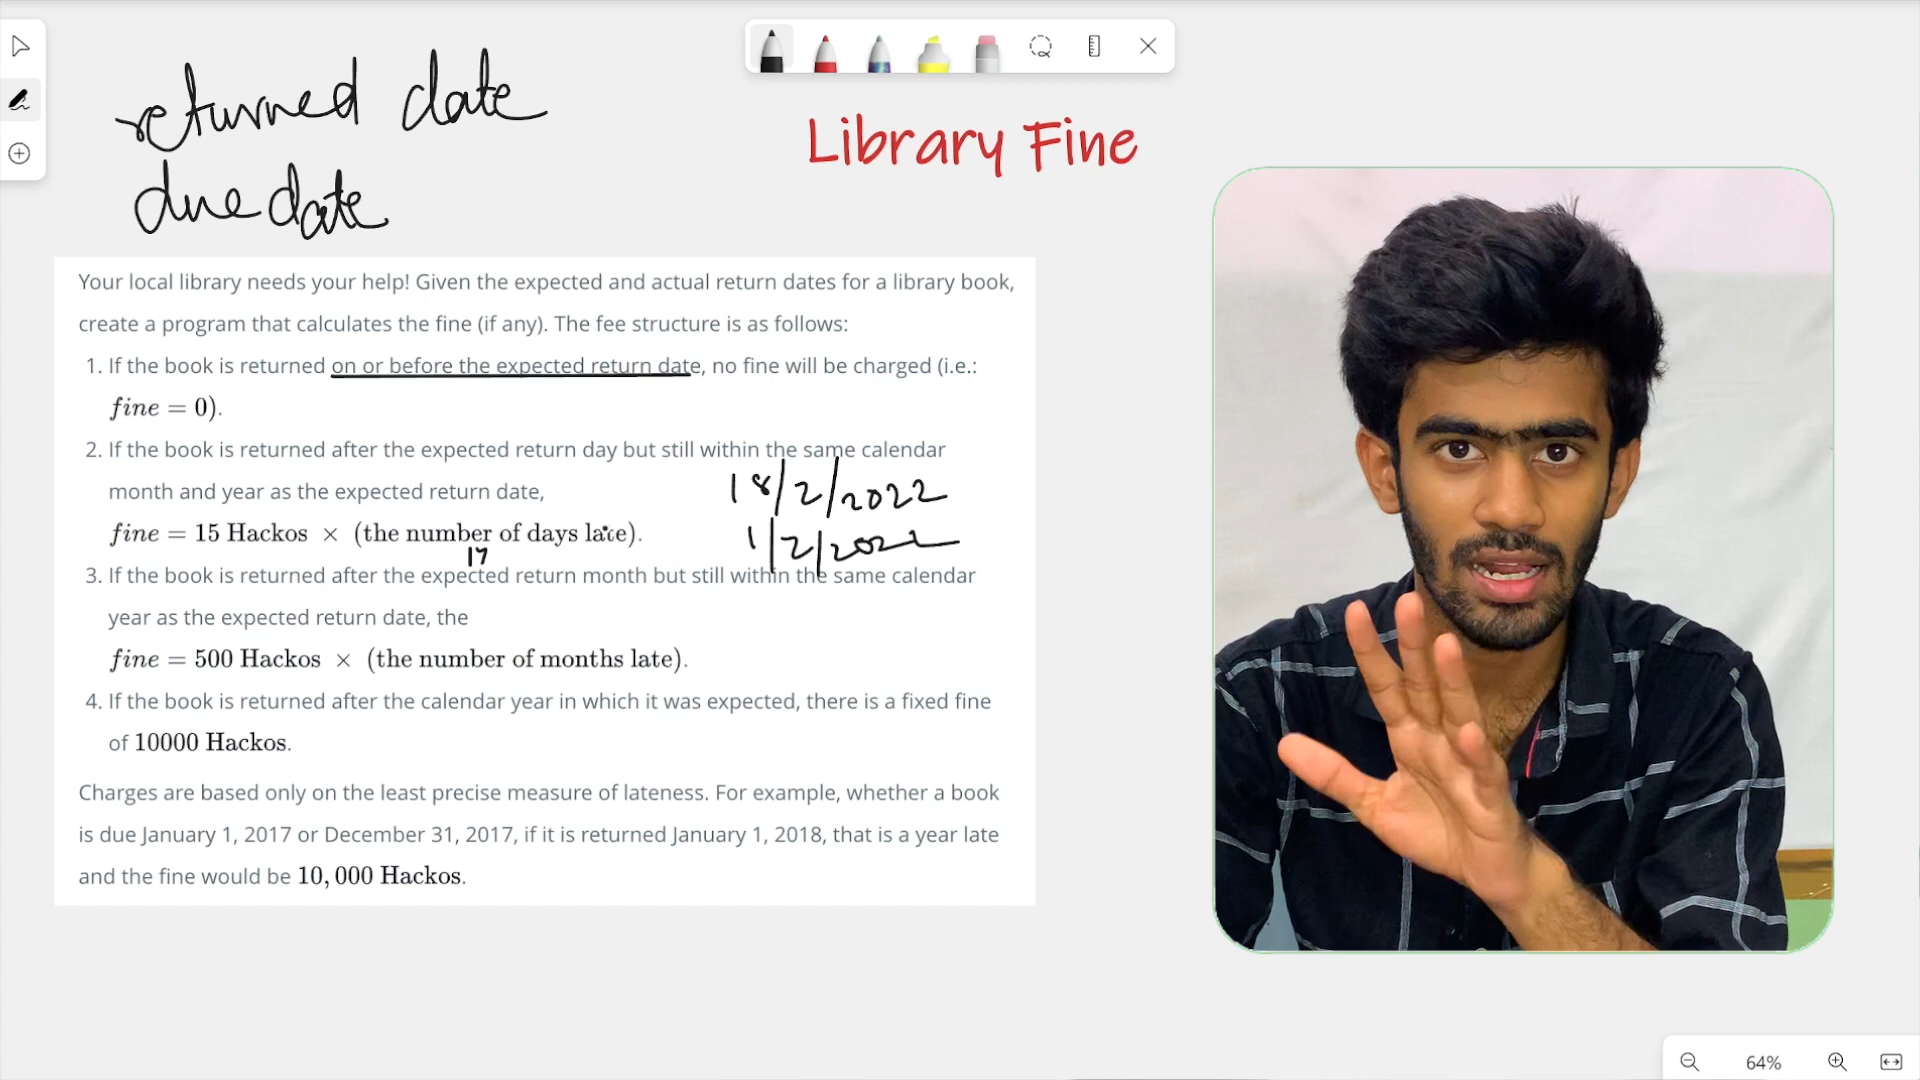 returned date
Library Fine
due date
Your local library needs your help! Given the expected and actual return dates for a library book,
create a program that calculates the fine (if any). The fee structure is as follows:
1. If the book is returned on or before the expected return date, no fine will be charged (i.e.:
fine = 0).
2. If the book is returned after the expected return day but still within the same calendar
month and year as the expected return date,
18/2/2022
fine = 15 Hackos × (the number of days late).
1/2/2022
17
3. If the book is returned after the expected return month but still within the same calendar
year as the expected return date, the
fine = 500 Hackos × (the number of months late).
4. If the book is returned after the calendar year in which it was expected, there is a fixed fine
of 10000 Hackos.
Charges are based only on the least precise measure of lateness. For example, whether a book
is due January 1, 2017 or December 31, 2017, if it is returned January 1, 2018, that is a year late
and the fine would be 10, 000 Hackos.
64%